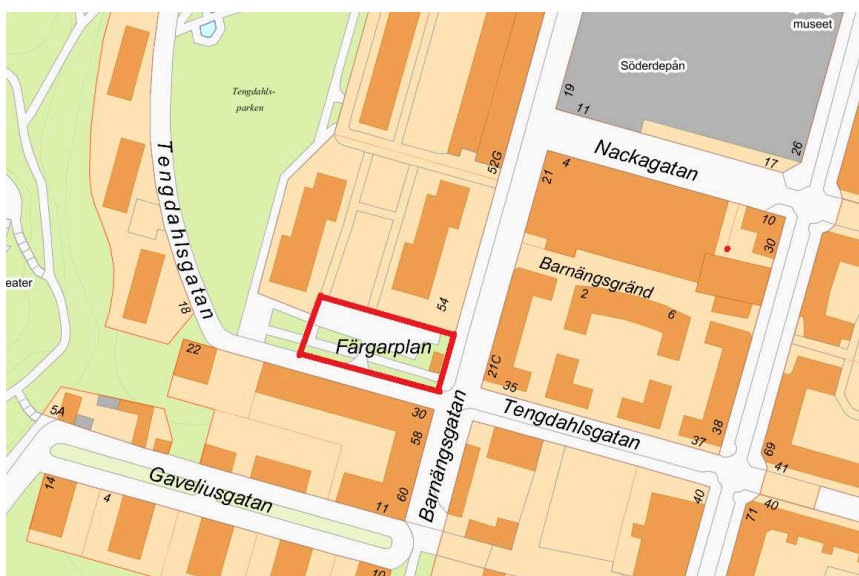 museet
Söderdepån
19
11
26
17
Tengdahls-
parken
Nackagatan
52G
21
4
10
30
Tengdahlsgatan
Barnängsgränd
2
6
eater
18
54
22
Färgarplan
21C
35
Tengdahlsgatan
38
37
5A
30
58
Barnängsgatan
69
41
Gaveliusgatan
14
4
60
11
40
40
71
10